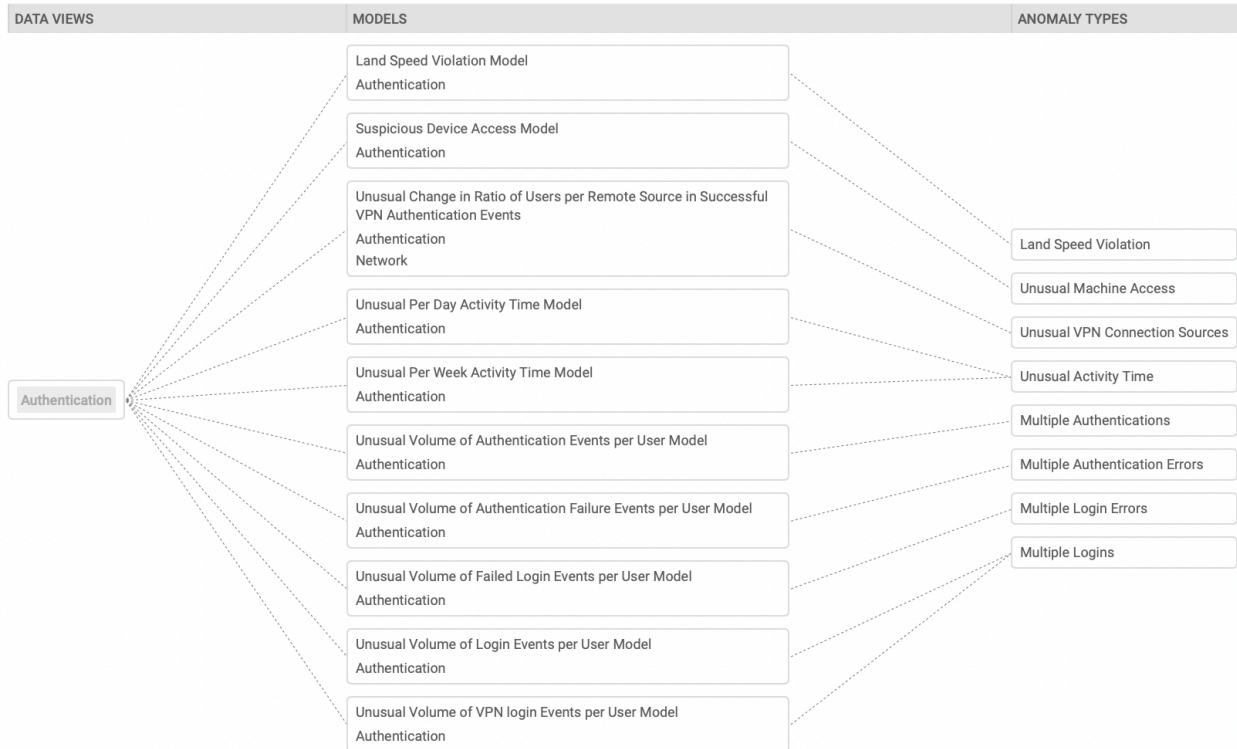 DATA VIEWS
MODELS
ANOMALY TYPES
Authentication
Land Speed Violation Model
Authentication
Suspicious Device Access Model
Authentication
Unusual Change in Ratio of Users per Remote Source in Successful
VPN Authentication Events
Authentication
Network
Unusual Per Day Activity Time Model
Authentication
Unusual Per Week Activity Time Model
Authentication
Unusual Volume of Authentication Events per User Model
Authentication
Unusual Volume of Authentication Failure Events per User Model
Authentication
Unusual Volume of Failed Login Events per User Model
Authentication
Unusual Volume of Login Events per User Model
Authentication
Unusual Volume of VPN login Events per User Model
Authentication
Land Speed Violation
Unusual Machine Access
Unusual VPN Connection Sources
Unusual Activity Time
Multiple Authentications
Multiple Authentication Errors
Multiple Login Errors
Multiple Logins